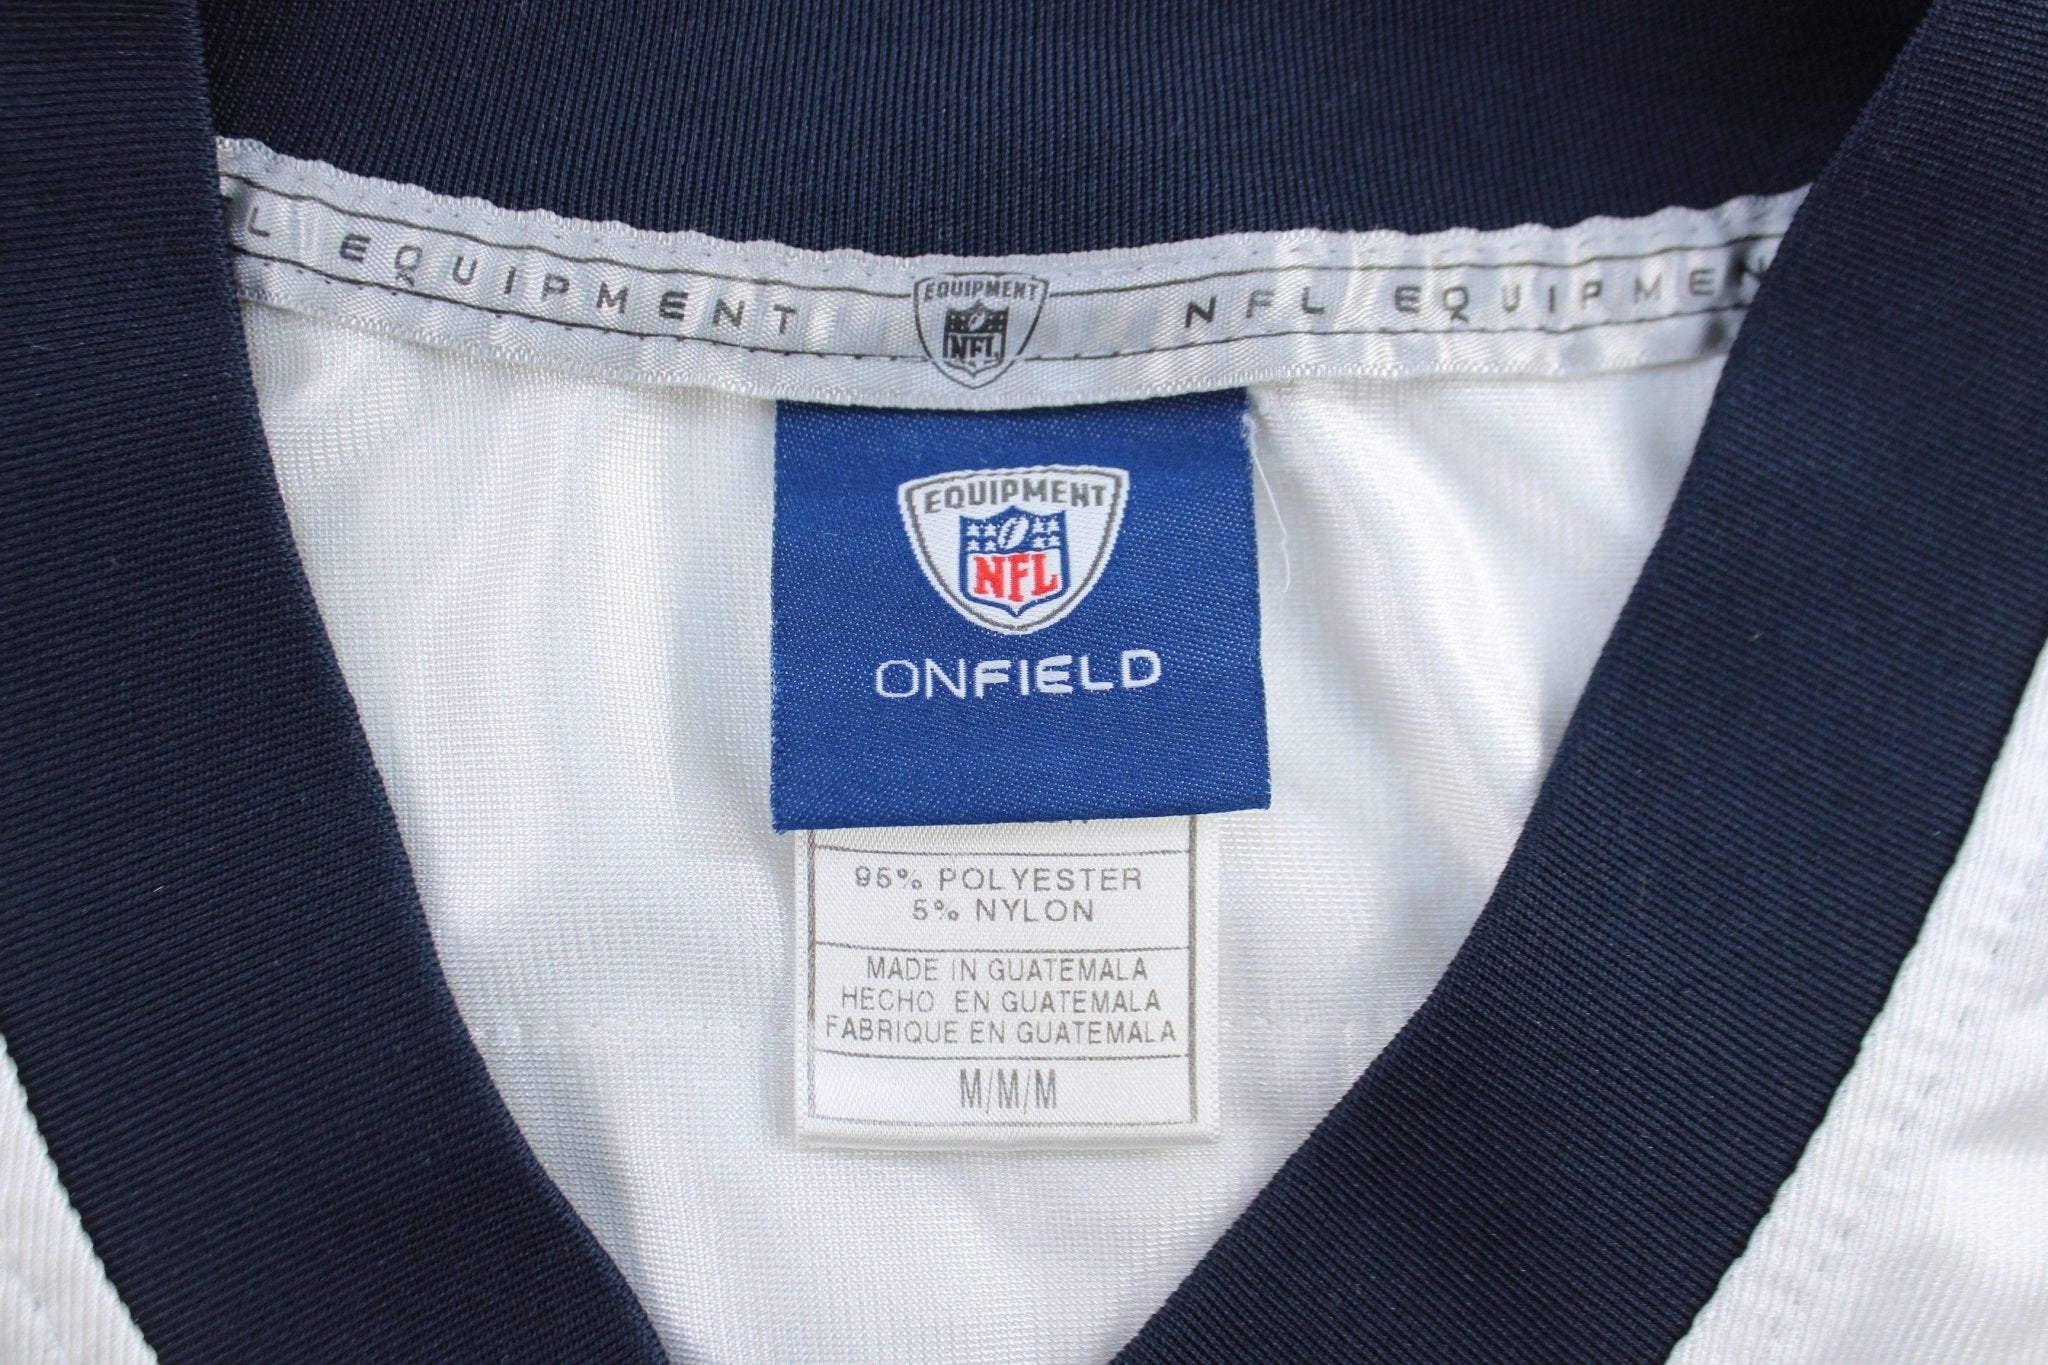 L EQUIPMENT
EQUIPMENT
NFL
NFL EQUIPMEN
EQUIPMENT
NFL
ONFIELD
95% POLYESTER
5% NYLON
MADE IN GUATEMALA
HECHO EN GUATEMALA
FABRIQUE EN GUATEMALA
M/M/M